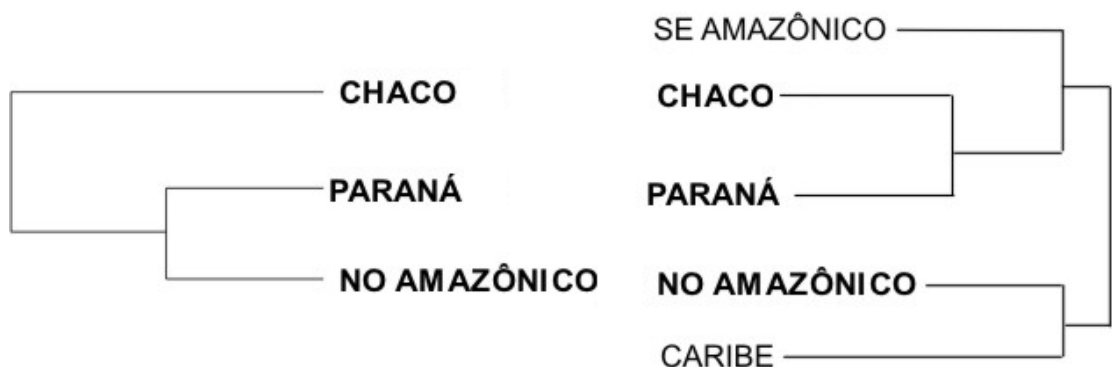 CHACO
PARANÁ
NO AMAZÔNICO
SE AMAZÔNICO
CHACO
PARANÁ
NO AMAZÔNICO
CARIBE